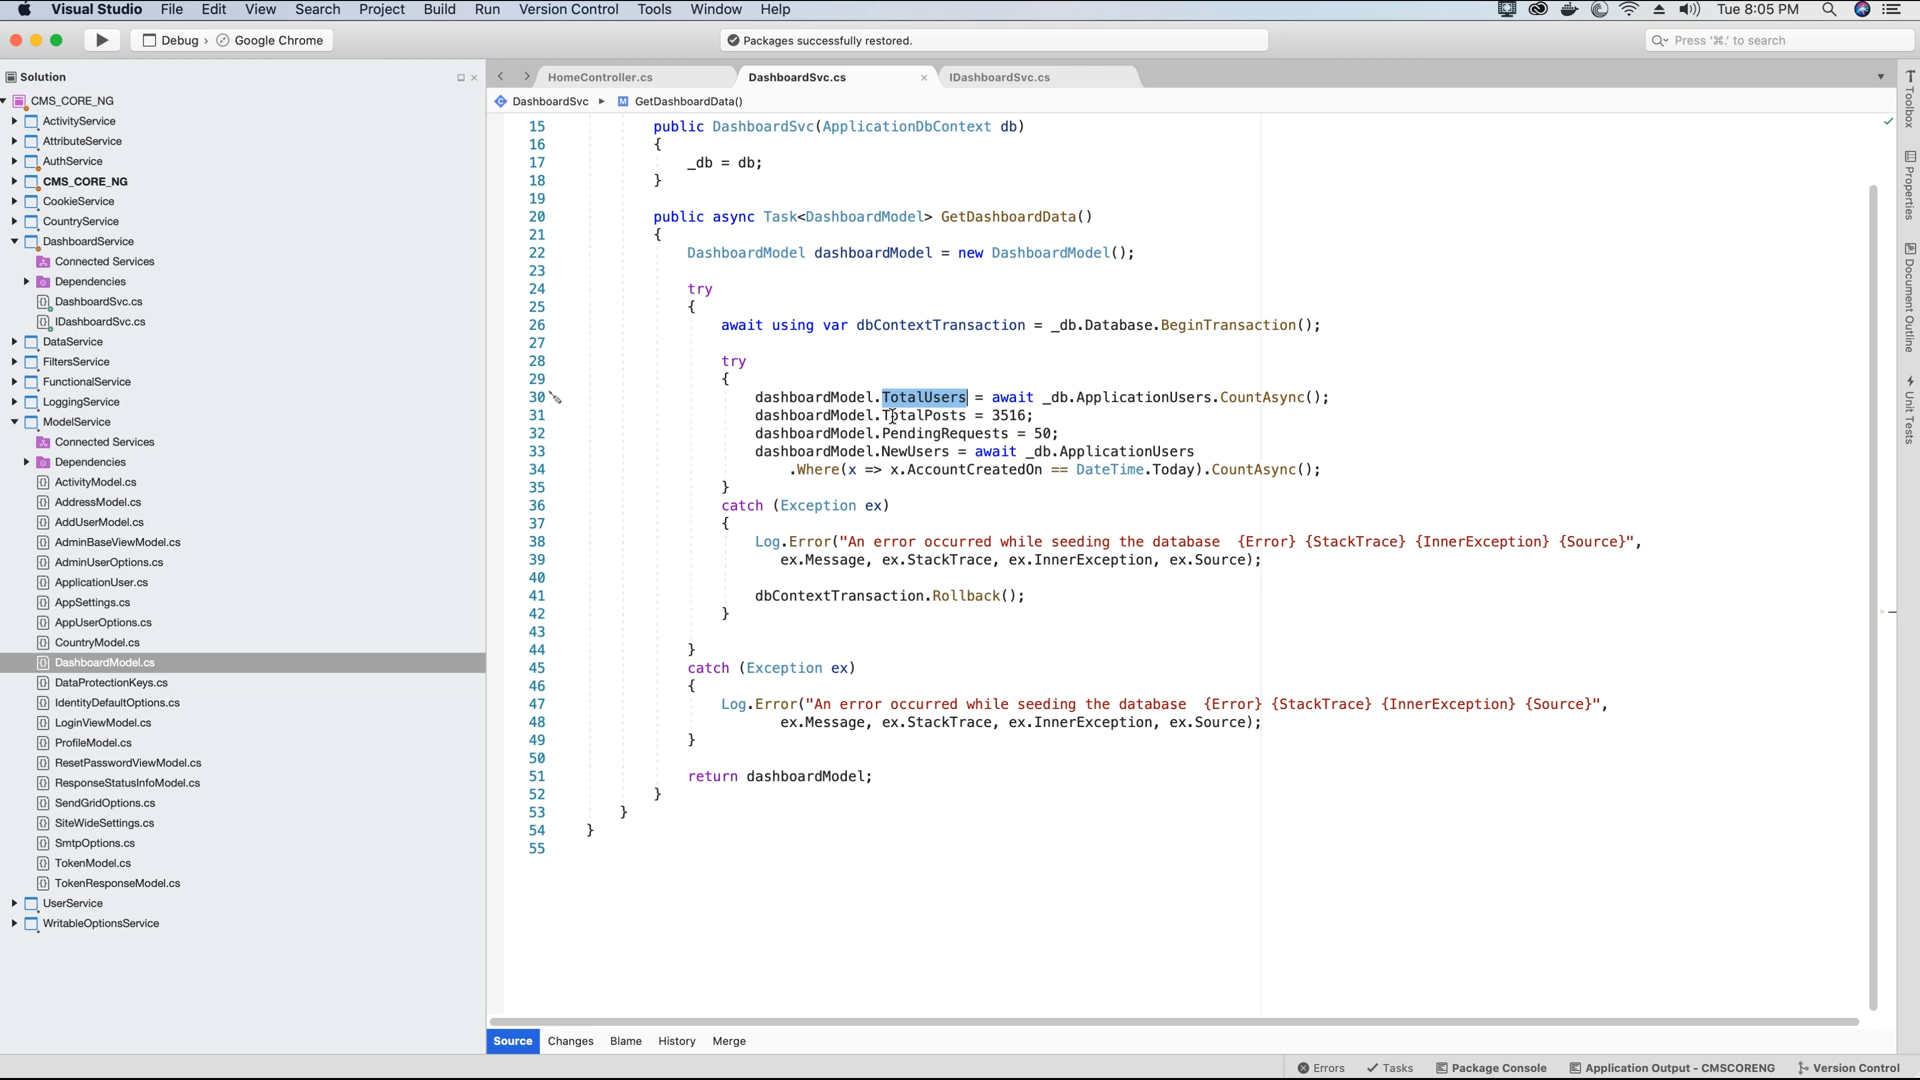 Visual Studio File Edit View Search Project Build Run Version Control Tools Window Help Tue 8:05 PM
Debug › Google Chrome Packages successfully restored. Press '⌘.' to search
Solution
CMS_CORE_NG
ActivityService
AttributeService
AuthService
CMS_CORE_NG
CookieService
CountryService
DashboardService
Connected Services
Dependencies
DashboardSvc.cs
IDashboardSvc.cs
DataService
FiltersService
FunctionalService
LoggingService
ModelService
Connected Services
Dependencies
ActivityModel.cs
AddressModel.cs
AddUserModel.cs
AdminBaseViewModel.cs
AdminUserOptions.cs
ApplicationUser.cs
AppSettings.cs
AppUserOptions.cs
CountryModel.cs
DashboardModel.cs
DataProtectionKeys.cs
IdentityDefaultOptions.cs
LoginViewModel.cs
ProfileModel.cs
ResetPasswordViewModel.cs
ResponseStatusInfoModel.cs
SendGridOptions.cs
SiteWideSettings.cs
SmtpOptions.cs
TokenModel.cs
TokenResponseModel.cs
UserService
WritableOptionsService
HomeController.cs DashboardSvc.cs IDashboardSvc.cs
DashboardSvc GetDashboardData()
15 public DashboardSvc(ApplicationDbContext db)
16 {
17 _db = db;
18 }
19
20 public async Task<DashboardModel> GetDashboardData()
21 {
22 DashboardModel dashboardModel = new DashboardModel();
23
24 try
25 {
26 await using var dbContextTransaction = _db.Database.BeginTransaction();
27
28 try
29 {
30 dashboardModel.TotalUsers = await _db.ApplicationUsers.CountAsync();
31 dashboardModel.TotalPosts = 3516;
32 dashboardModel.PendingRequests = 50;
33 dashboardModel.NewUsers = await _db.ApplicationUsers
34 .Where(x => x.AccountCreatedOn == DateTime.Today).CountAsync();
35 }
36 catch (Exception ex)
37 {
38 Log.Error("An error occurred while seeding the database  {Error} {StackTrace} {InnerException} {Source}",
39 ex.Message, ex.StackTrace, ex.InnerException, ex.Source);
40
41 dbContextTransaction.Rollback();
42 }
43
44 }
45 catch (Exception ex)
46 {
47 Log.Error("An error occurred while seeding the database  {Error} {StackTrace} {InnerException} {Source}",
48 ex.Message, ex.StackTrace, ex.InnerException, ex.Source);
49 }
50
51 return dashboardModel;
52 }
53 }
54 }
55
Source Changes Blame History Merge
Errors Tasks Package Console Application Output - CMSCORENG Version Control
Toolbox
Properties
Document Outline
Unit Tests